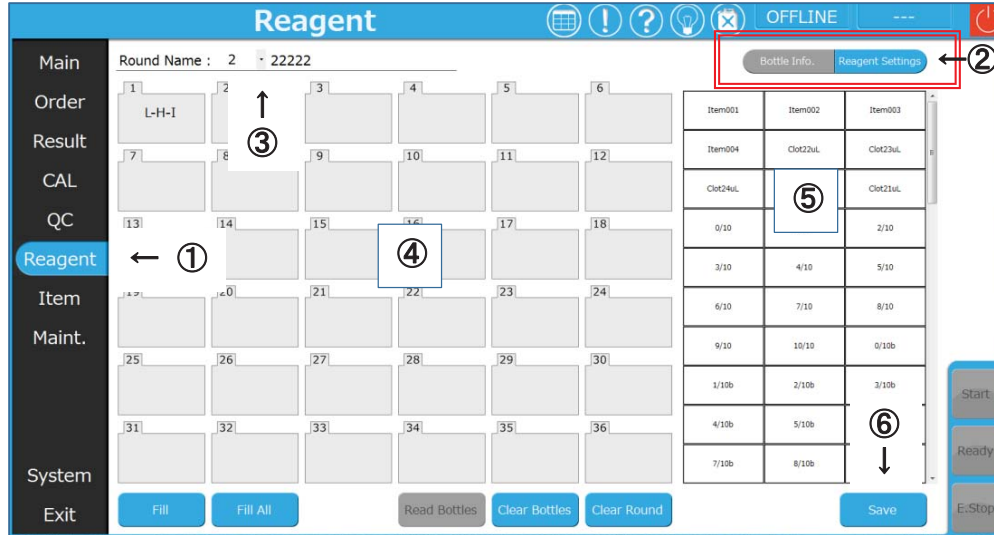 Reagent
! ? OFFLINE ---
Main
Order
Result
CAL
QC
Reagent
Item
Maint.
System
Exit
Round Name : 2 - 22222
Bottle Info. Reagent Settings
←②
1 2 3 4 5 6
L-H-I
↑
③
7 8 9 10 11 12
13 14 15 16 17 18
← ①
④
19 20 21 22 23 24
25 26 27 28 29 30
31 32 33 34 35 36
Item001 Item002 Item003
Item004 Clot22uL Clot23uL
Clot24uL Clot21uL
⑤
0/10 2/10
3/10 4/10 5/10
6/10 7/10 8/10
9/10 10/10 0/10b
1/10b 2/10b 3/10b
4/10b 5/10b
⑥
↓
7/10b 8/10b
Fill Fill All Read Bottles Clear Bottles Clear Round Save
Start
Ready
E.Stop